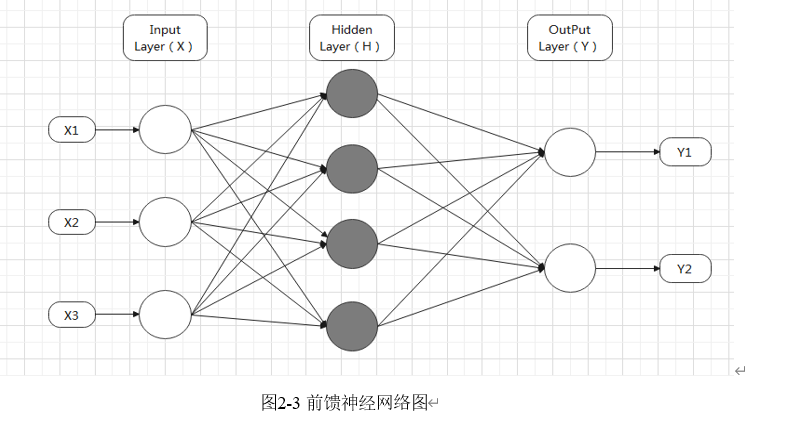 Input
Layer ( X )
Hidden
Layer ( H )
OutPut
Layer ( Y )
X1
X2
X3
Y1
Y2
图2-3 前馈神经网络图